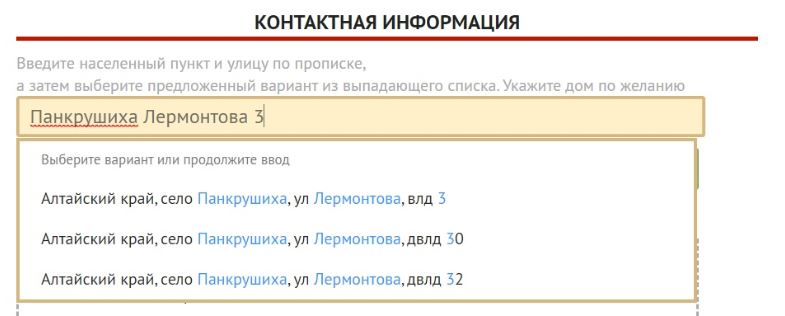 КОНТАКТНАЯ ИНФОРМАЦИЯ
Введите населенный пункт и улицу по прописке,
а затем выберите предложенный вариант из выпадающего списка. Укажите дом по желанию
Панкрушиха Лермонтова 3
Выберите вариант или продолжите ввод
Алтайский край, село Панкрушиха, ул Лермонтова, влд 3
Алтайский край, село Панкрушиха, ул Лермонтова, двлд 30
Алтайский край, село Панкрушиха, ул Лермонтова, двлд 32